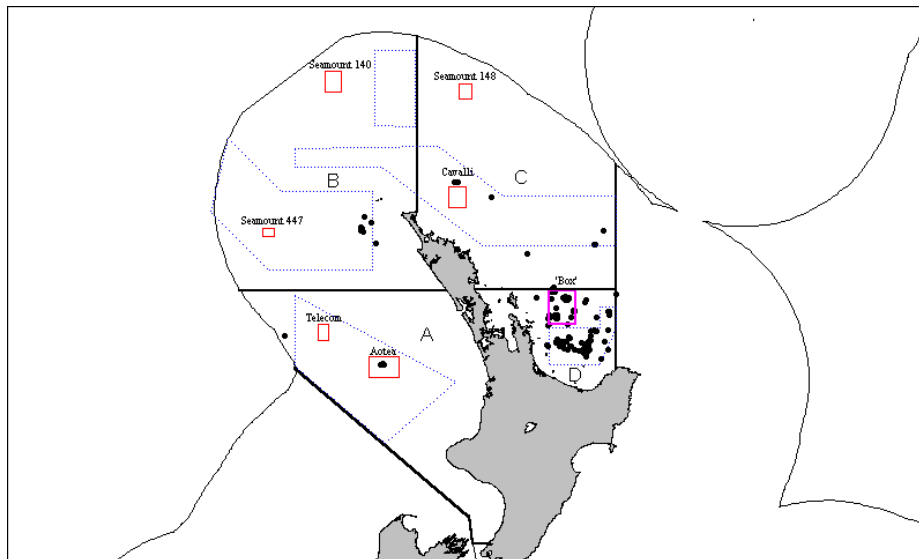 Seamount 140
Seamount 148
Cavalli
B
C
Seamount 447
'Box'
Telecom
A
Aotea
D